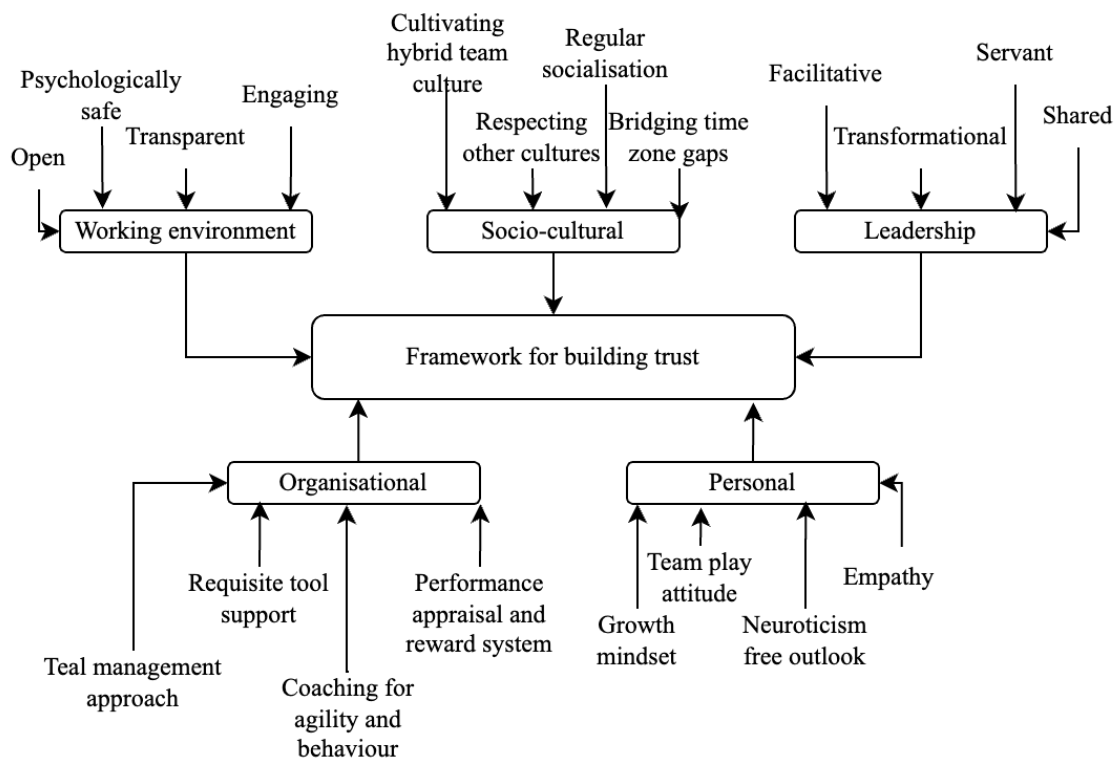 Cultivating
hybrid team
culture
Regular
socialisation
Servant
Facilitative
Psychologically
safe
Engaging
Shared
Transparent
Respecting
other cultures
Bridging time
zone gaps
Transformational
Open
Working environment
Socio-cultural
Leadership
Framework for building trust
Organisational
Personal
Requisite tool
support
Performance
appraisal and
reward system
Team play
attitude
Empathy
Growth
mindset
Neuroticism
free outlook
Teal management
approach
Coaching for
agility and
behaviour